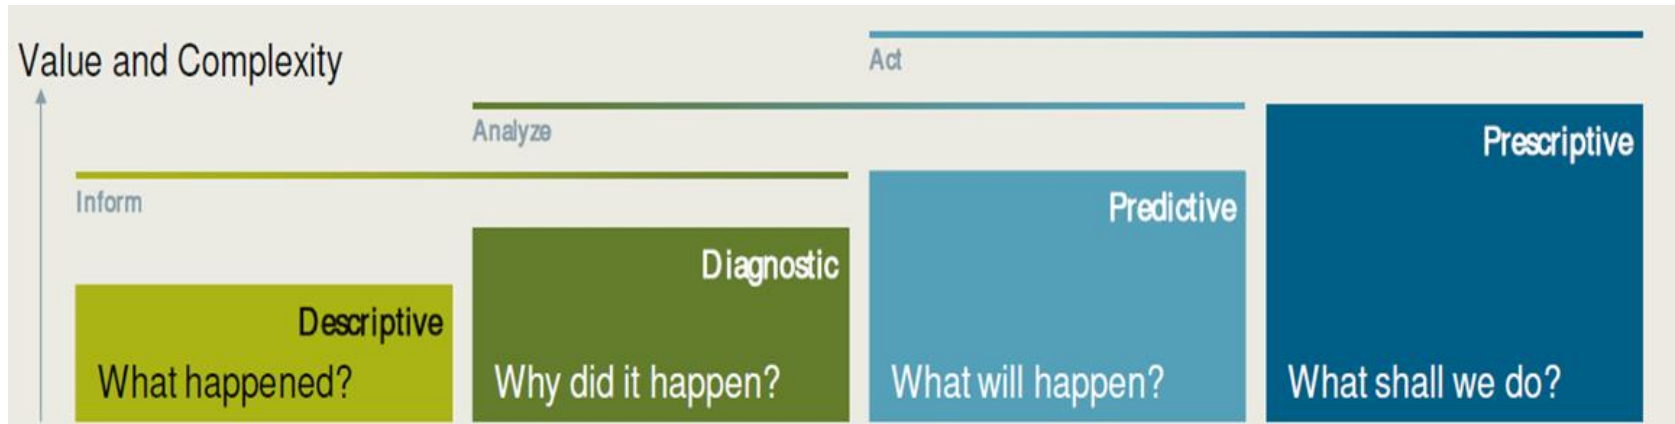 Value and Complexity
Act
Analyze
Inform
Prescriptive
Predictive
Diagnostic
Descriptive
What happened?
Why did it happen?
What will happen?
What shall we do?